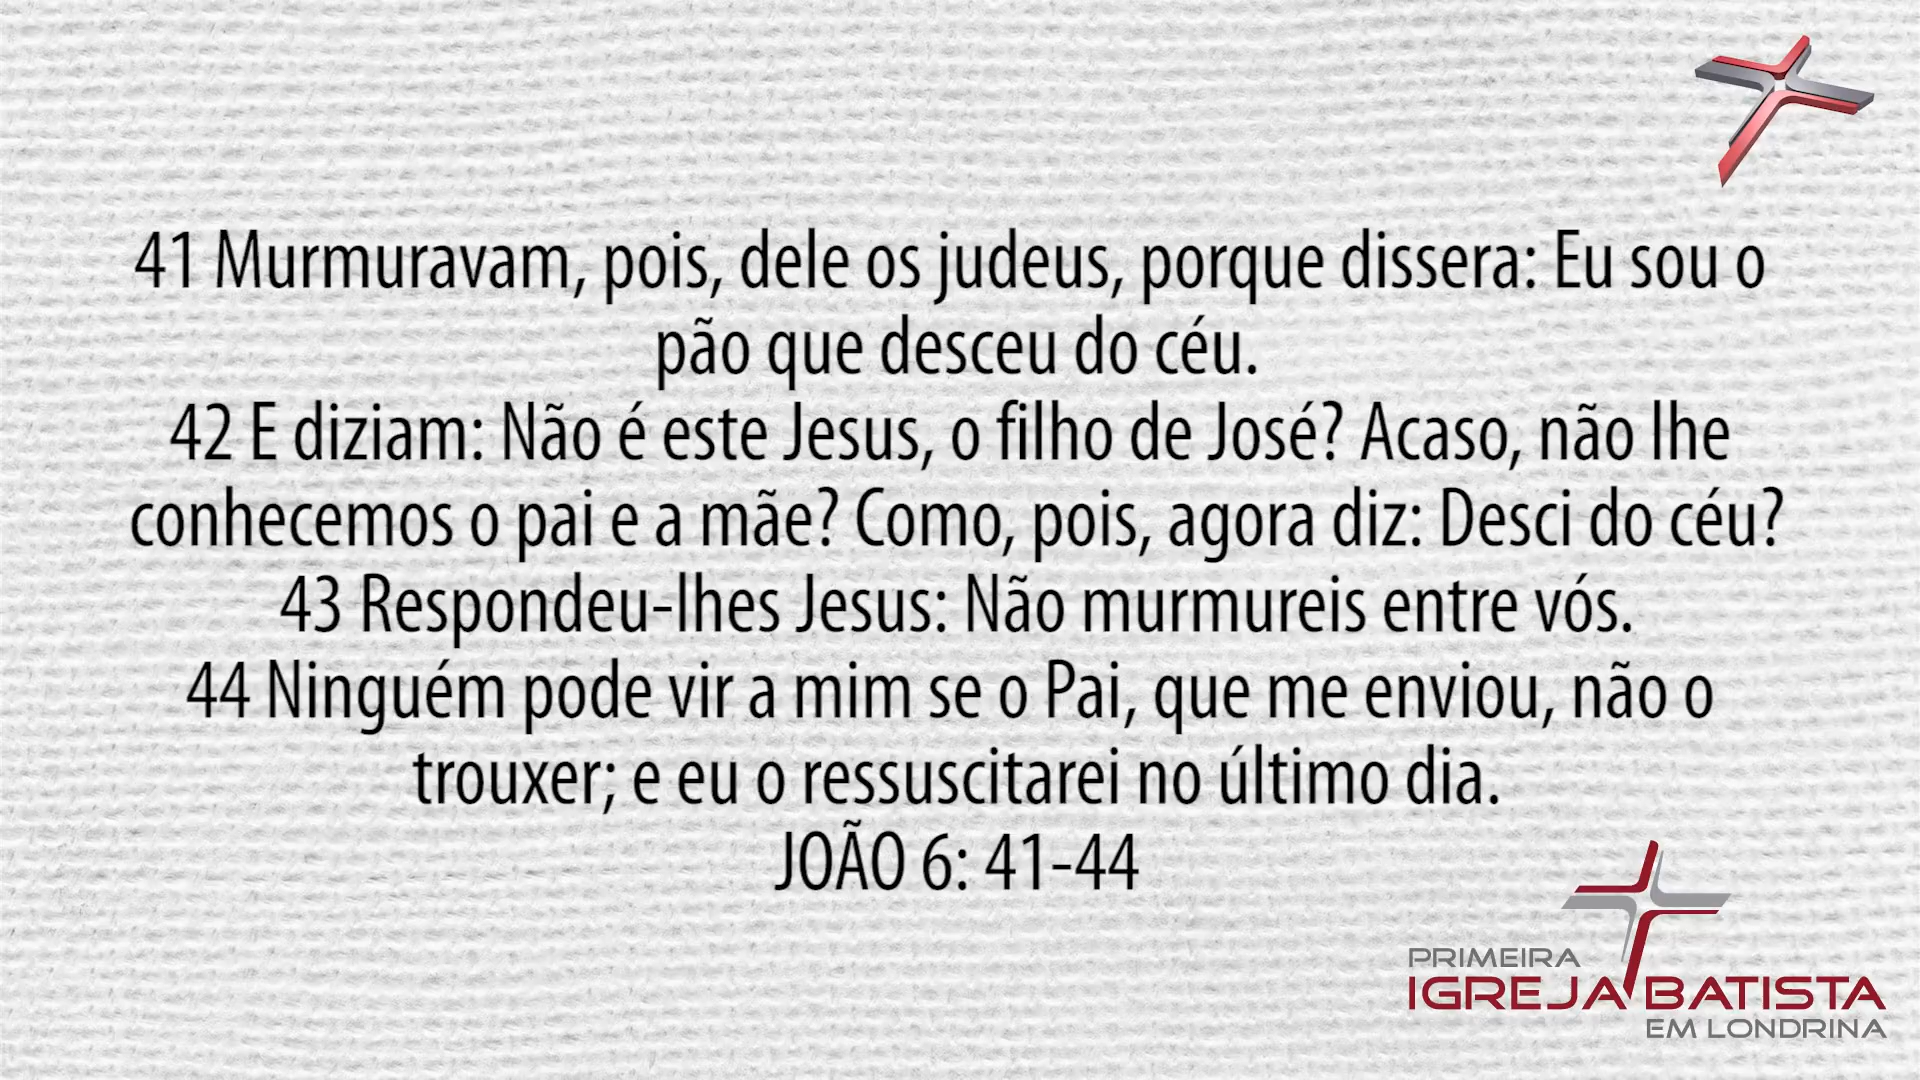 41 Murmuravam, pois, dele os judeus, porque dissera: Eu sou o
pão que desceu do céu.
42 E diziam: Não é este Jesus, o filho de José? Acaso, não lhe
conhecemos o pai e a mãe? Como, pois, agora diz: Desci do céu?
43 Respondeu-lhes Jesus: Não murmureis entre vós.
44 Ninguém pode vir a mim se o Pai, que me enviou, não o
trouxer; e eu o ressuscitarei no último dia.
JOÃO 6: 41-44
PRIMEIRA
IGREJA BATISTA
EM LONDRINA